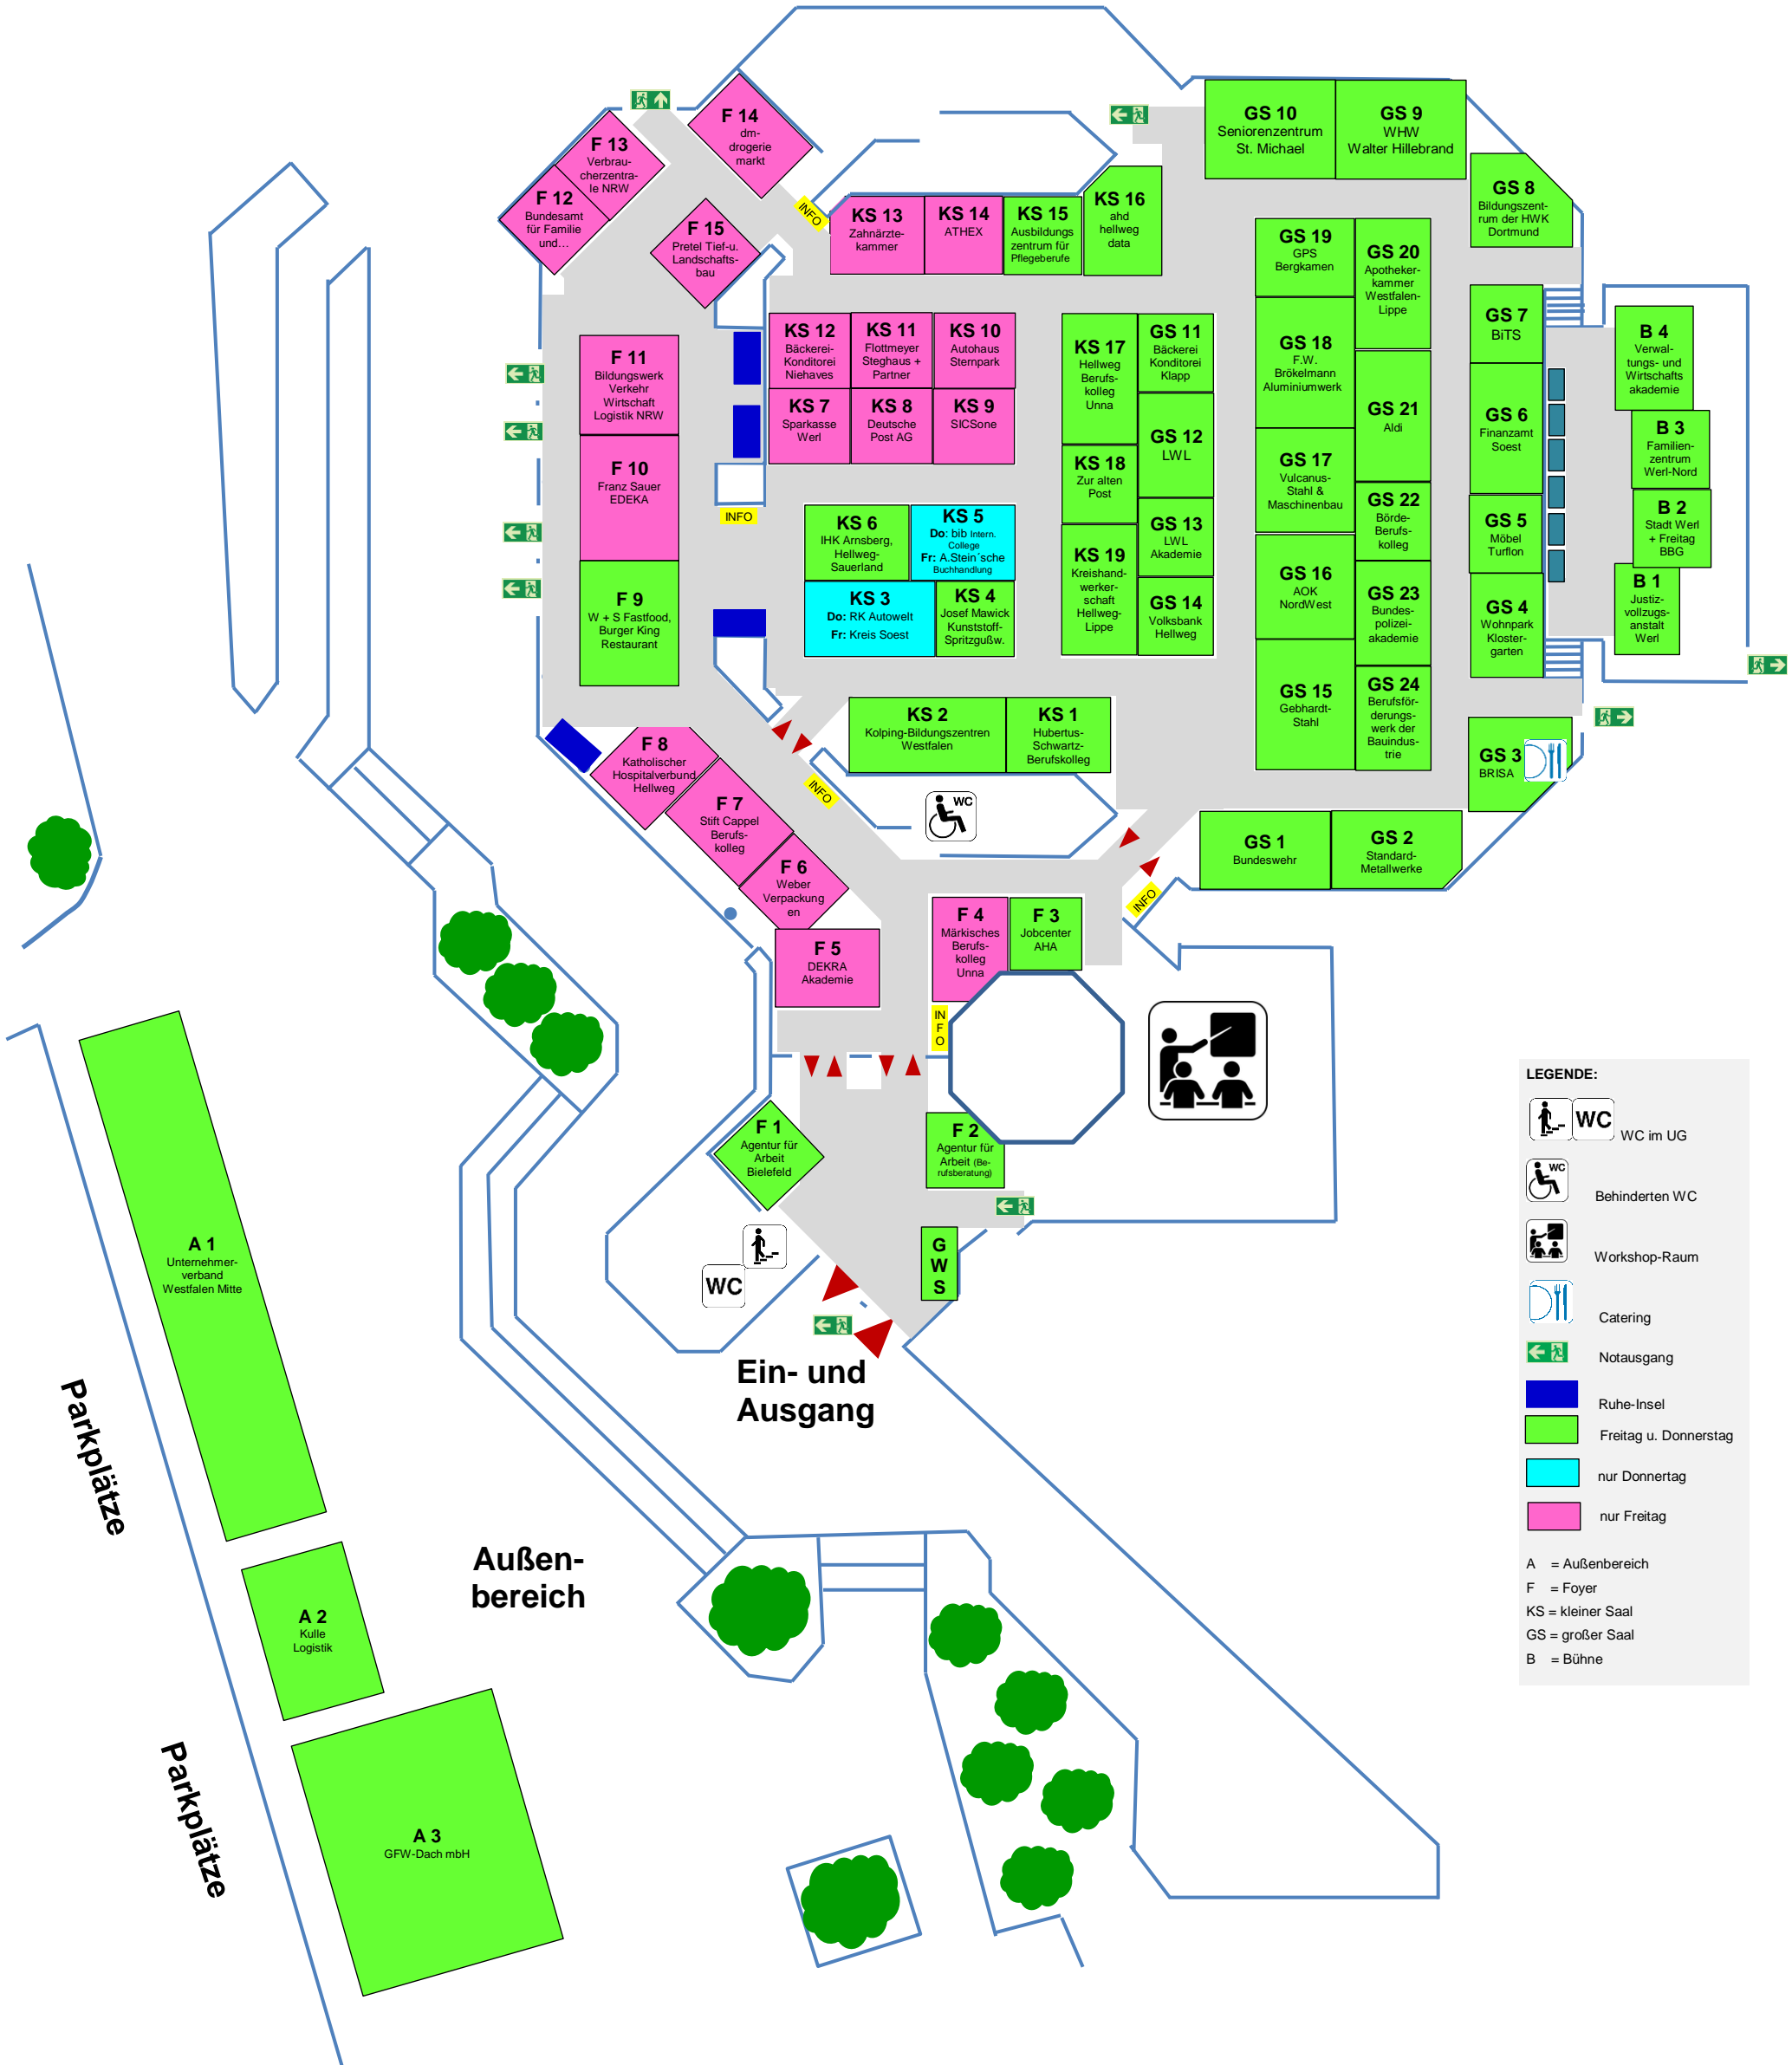 F 14
dm-
drogerie
markt
F 13
Verbrau-
cherzentra-
le NRW
F 12
Bundesamt
für Familie
und...
F 15
Pretel Tief-u.
Landschafts-
bau
INFO
KS 13
Zahnärzte-
kammer
KS 14
ATHEX
KS 15
Ausbildungs
zentrum für
Pflegeberufe
KS 16
ahd
hellweg
data
GS 10
Seniorenzentrum
St. Michael
GS 9
WHW
Walter Hillebrand
GS 8
Bildungszent-
rum der HWK
Dortmund
GS 19
GPS
Bergkamen
GS 20
Apotheker-
kammer
Westfalen-
Lippe
GS 7
BiTS
B 4
Verwal-
tungs- und
Wirtschafts
akademie
F 11
Bildungswerk
Verkehr
Wirtschaft
Logistik NRW
KS 12
Bäckerei-
Konditorei
Niehaves
KS 11
Flottmeyer
Steghaus +
Partner
KS 10
Autohaus
Sternpark
KS 17
Hellweg
Berufs-
kolleg
Unna
GS 11
Bäckerei
Konditorei
Klapp
GS 18
F.W.
Brökelmann
Aluminiumwerk
GS 21
Aldi
GS 6
Finanzamt
Soest
B 3
Familien-
zentrum
Werl-Nord
KS 7
Sparkasse
Werl
KS 8
Deutsche
Post AG
KS 9
SICSone
GS 12
LWL
F 10
Franz Sauer
EDEKA
KS 18
Zur alten
Post
GS 17
Vulcanus-
Stahl &
Maschinenbau
GS 22
Börde-
Berufs-
kolleg
GS 5
Möbel
Turflon
B 2
Stadt Werl
+ Freitag
BBG
INFO
KS 6
IHK Arnsberg,
Hellweg-
Sauerland
KS 5
Do: bib Intern.
College
Fr: A.Stein´sche
Buchhandlung
GS 13
LWL
Akademie
KS 19
Kreishand-
werker-
schaft
Hellweg-
Lippe
GS 16
AOK
NordWest
GS 23
Bundes-
polizei-
akademie
GS 4
Wohnpark
Kloster-
garten
B 1
Justiz-
vollzugs-
anstalt
Werl
F 9
W + S Fastfood,
Burger King
Restaurant
KS 3
Do: RK Autowelt
Fr: Kreis Soest
KS 4
Josef Mawick
Kunststoff-
Spritzgußw.
GS 14
Volksbank
Hellweg
GS 15
Gebhardt-
Stahl
GS 24
Berufsför-
derungs-
werk der
Bauindus-
trie
KS 2
Kolping-Bildungszentren
Westfalen
KS 1
Hubertus-
Schwartz-
Berufskolleg
GS 3
BRISA
F 8
Katholischer
Hospitalverbund
Hellweg
INFO
WC
F 7
Stift Cappel
Berufs-
kolleg
GS 1
Bundeswehr
GS 2
Standard-
Metallwerke
F 6
Weber
Verpackung
en
INFO
F 5
DEKRA
Akademie
F 4
Märkisches
Berufs-
kolleg
Unna
F 3
Jobcenter
AHA
IN
F
O
F 1
Agentur für
Arbeit
Bielefeld
F 2
Agentur für
Arbeit (Be-
rufsberatung)
G
W
S
WC
Ein- und
Ausgang
A 1
Unternehmer-
verband
Westfalen Mitte
Parkplätze
Außen-
bereich
A 2
Kulle
Logistik
Parkplätze
A 3
GFW-Dach mbH
LEGENDE:
WC WC im UG
WC Behinderten WC
Workshop-Raum
Catering
Notausgang
Ruhe-Insel
Freitag u. Donnerstag
nur Donnertag
nur Freitag
A = Außenbereich
F = Foyer
KS = kleiner Saal
GS = großer Saal
B = Bühne